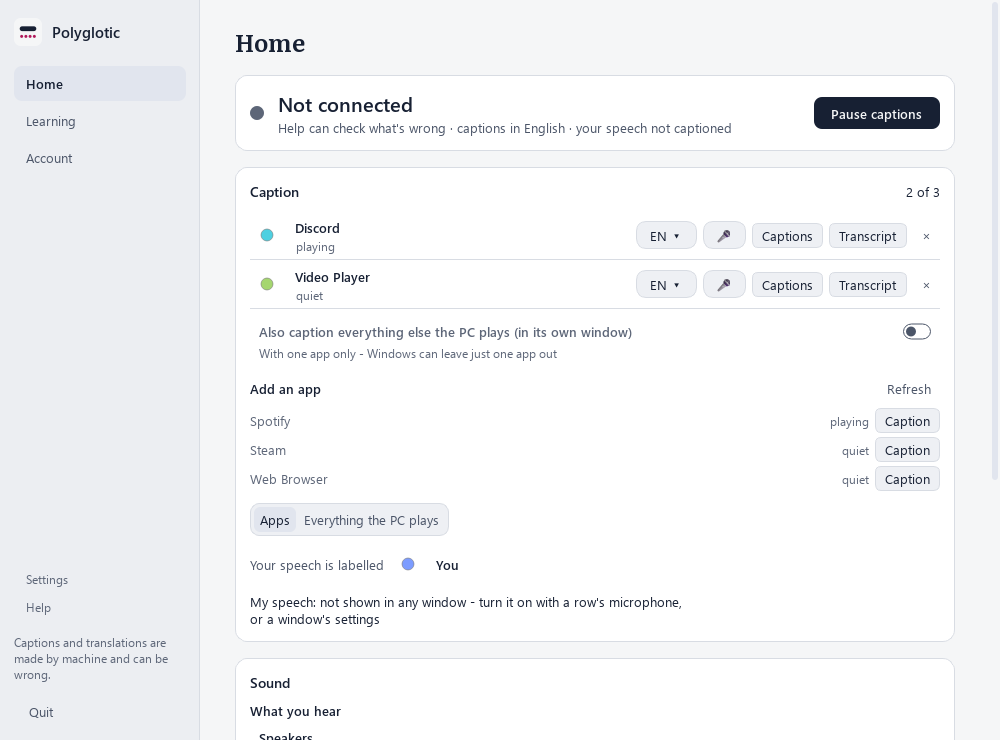 Polyglotic
Home
Learning
Account
Settings
Help
Captions and translations are
made by machine and can be
wrong.
Quit
Home
Not connected
Help can check what's wrong · captions in English · your speech not captioned
Pause captions
Caption
2 of 3
Discord
playing
EN ▾
Captions
Transcript
×
Video Player
quiet
EN ▾
Captions
Transcript
×
Also caption everything else the PC plays (in its own window)
With one app only - Windows can leave just one app out
Add an app
Refresh
Spotify
playing
Caption
Steam
quiet
Caption
Web Browser
quiet
Caption
Apps
Everything the PC plays
Your speech is labelled
You
My speech: not shown in any window - turn it on with a row's microphone,
or a window's settings
Sound
What you hear
Speakers